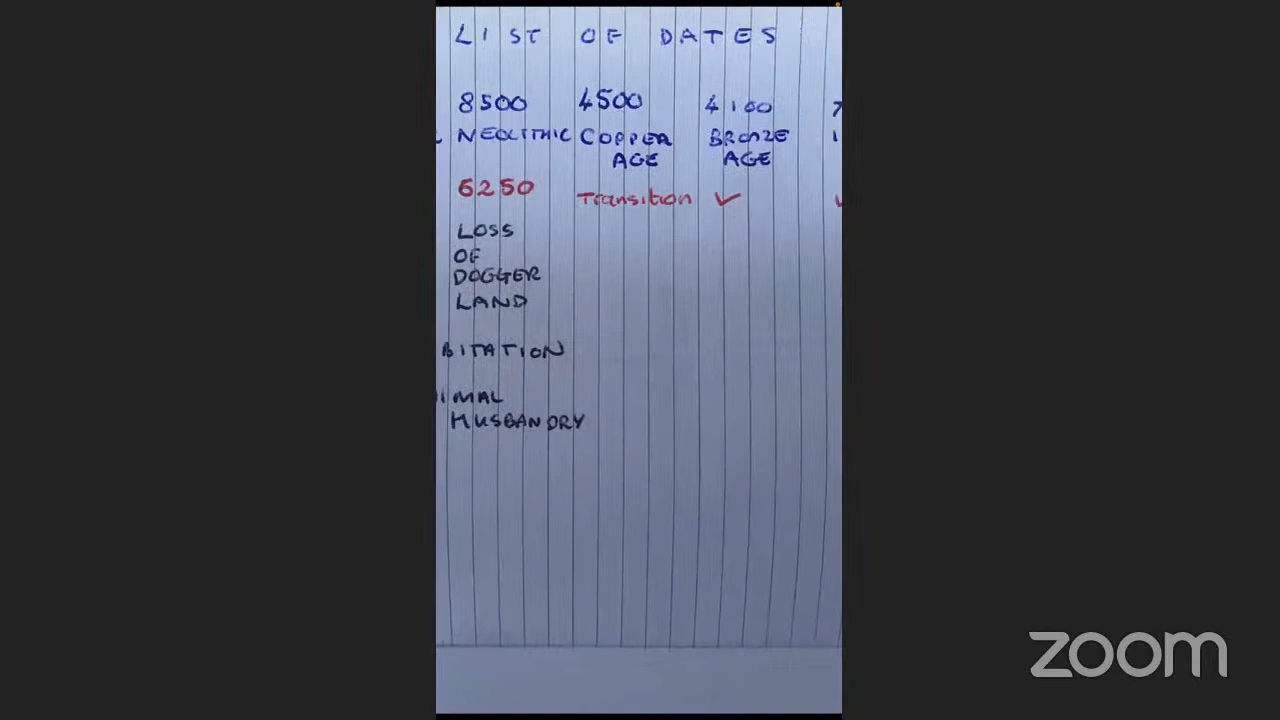 LIST OF DATES
8500 4500 4100
NEOLITHIC COPPER AGE BRONZE AGE
6250 Transition ✓
LOSS
OF
DOGGER
LAND
BITATION
IMAL
HUSBANDRY
zoom